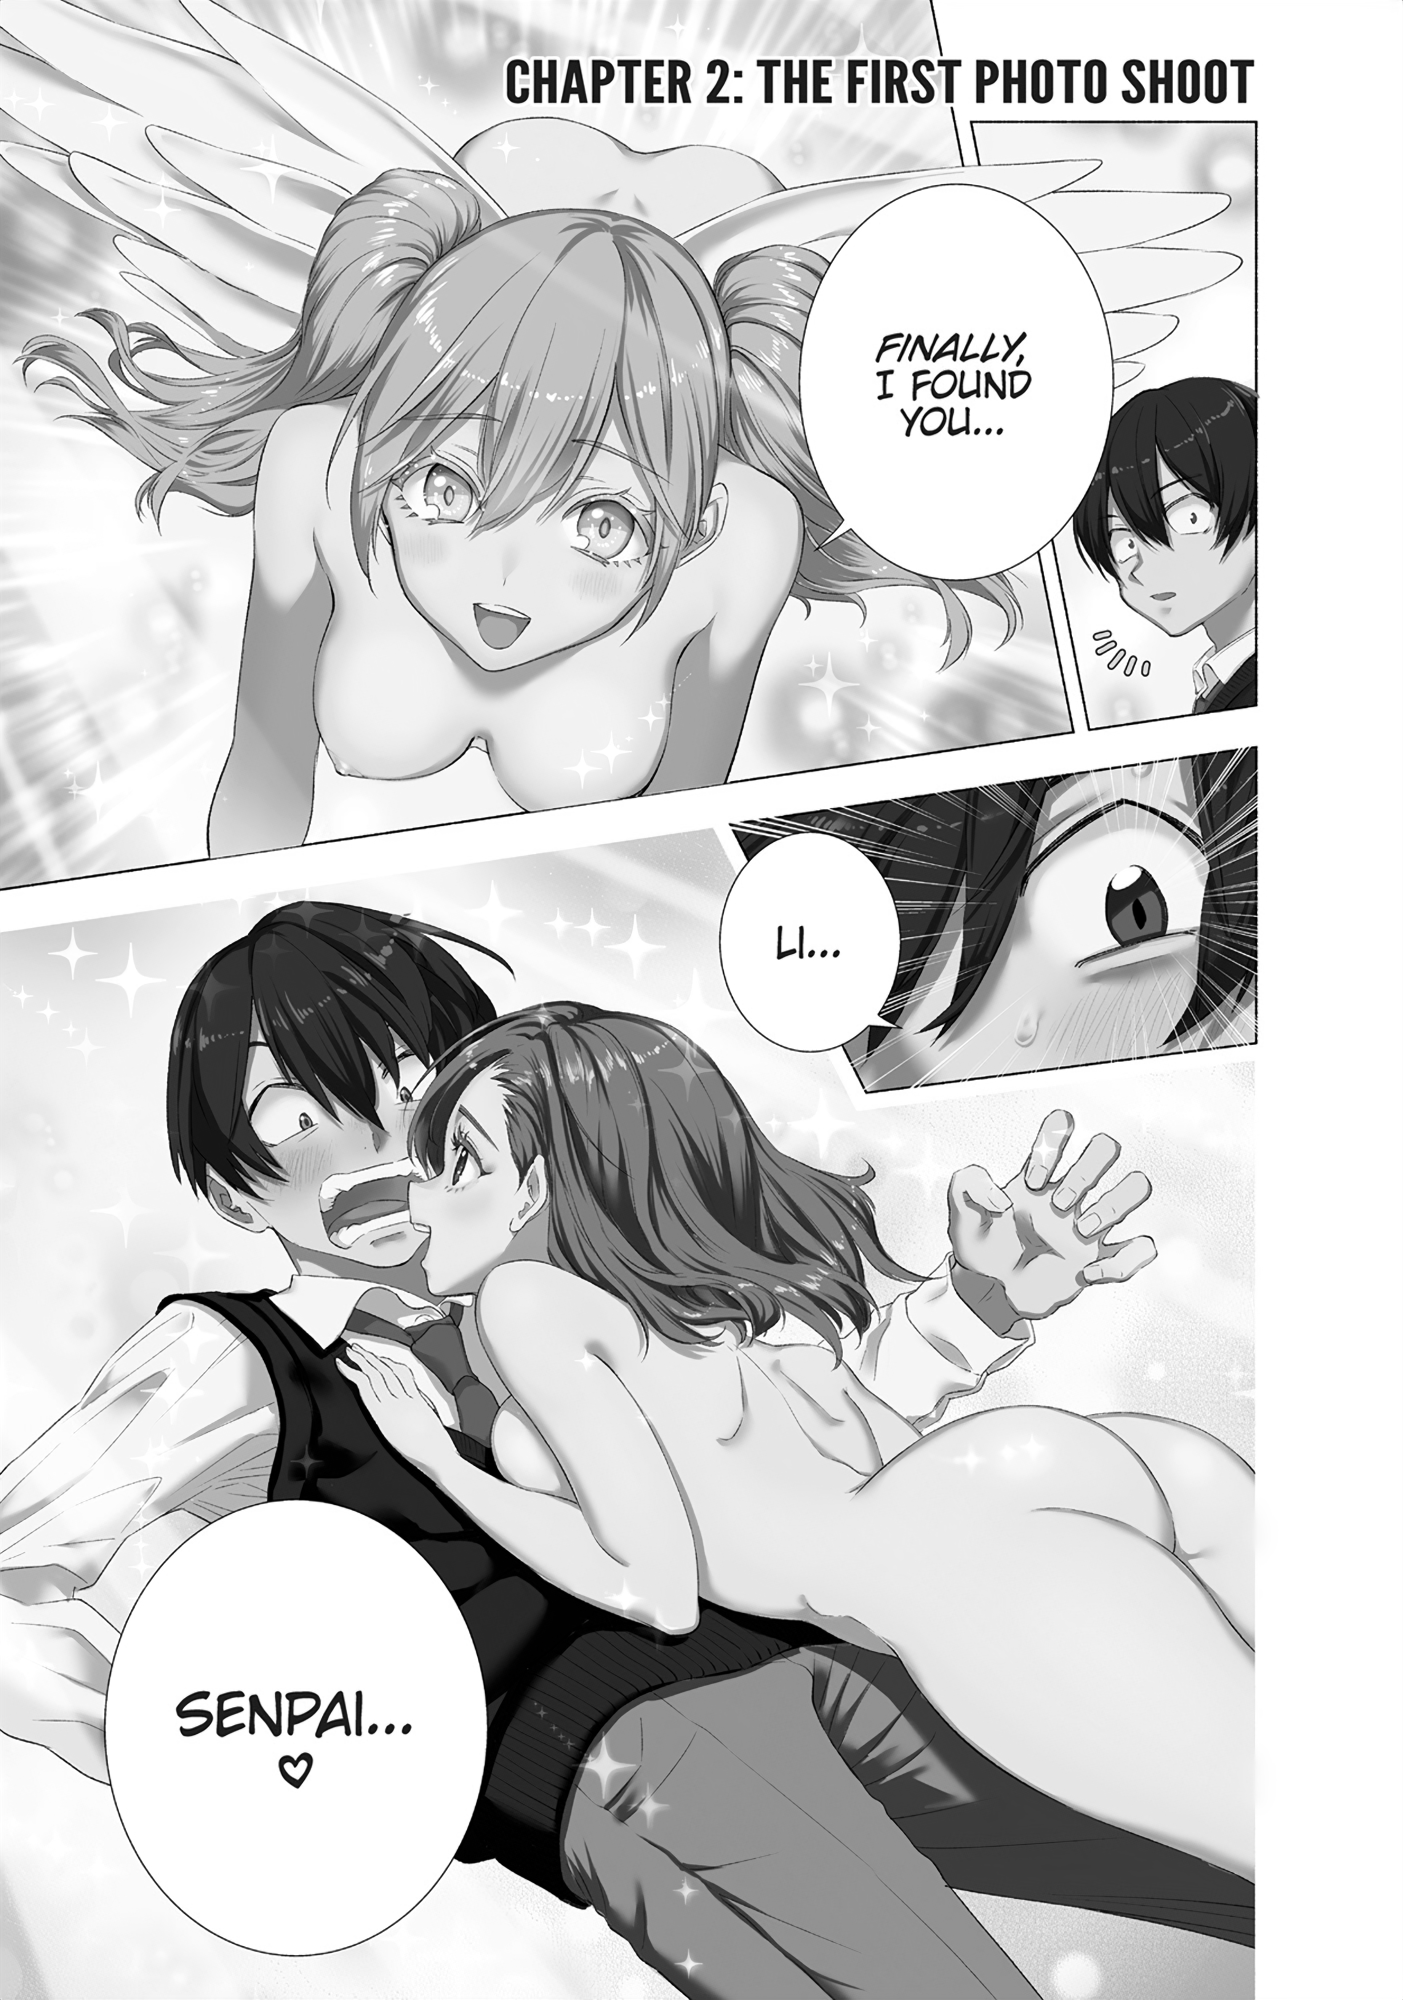 CHAPTER 2: THE FIRST PHOTO SHOOT
FINALLY,
I FOUND
YOU...
LI...
SENPAI...
♡